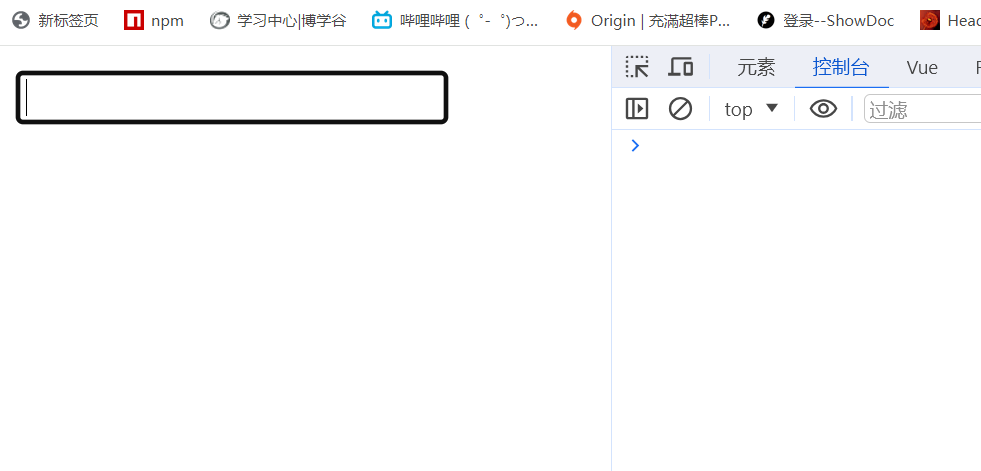 新标签页 npm 学习中心|博学谷 哔哩哔哩 ( ゜- ゜)つ... Origin | 充满超棒P... 登录--ShowDoc Head
元素 控制台 Vue
top 过滤